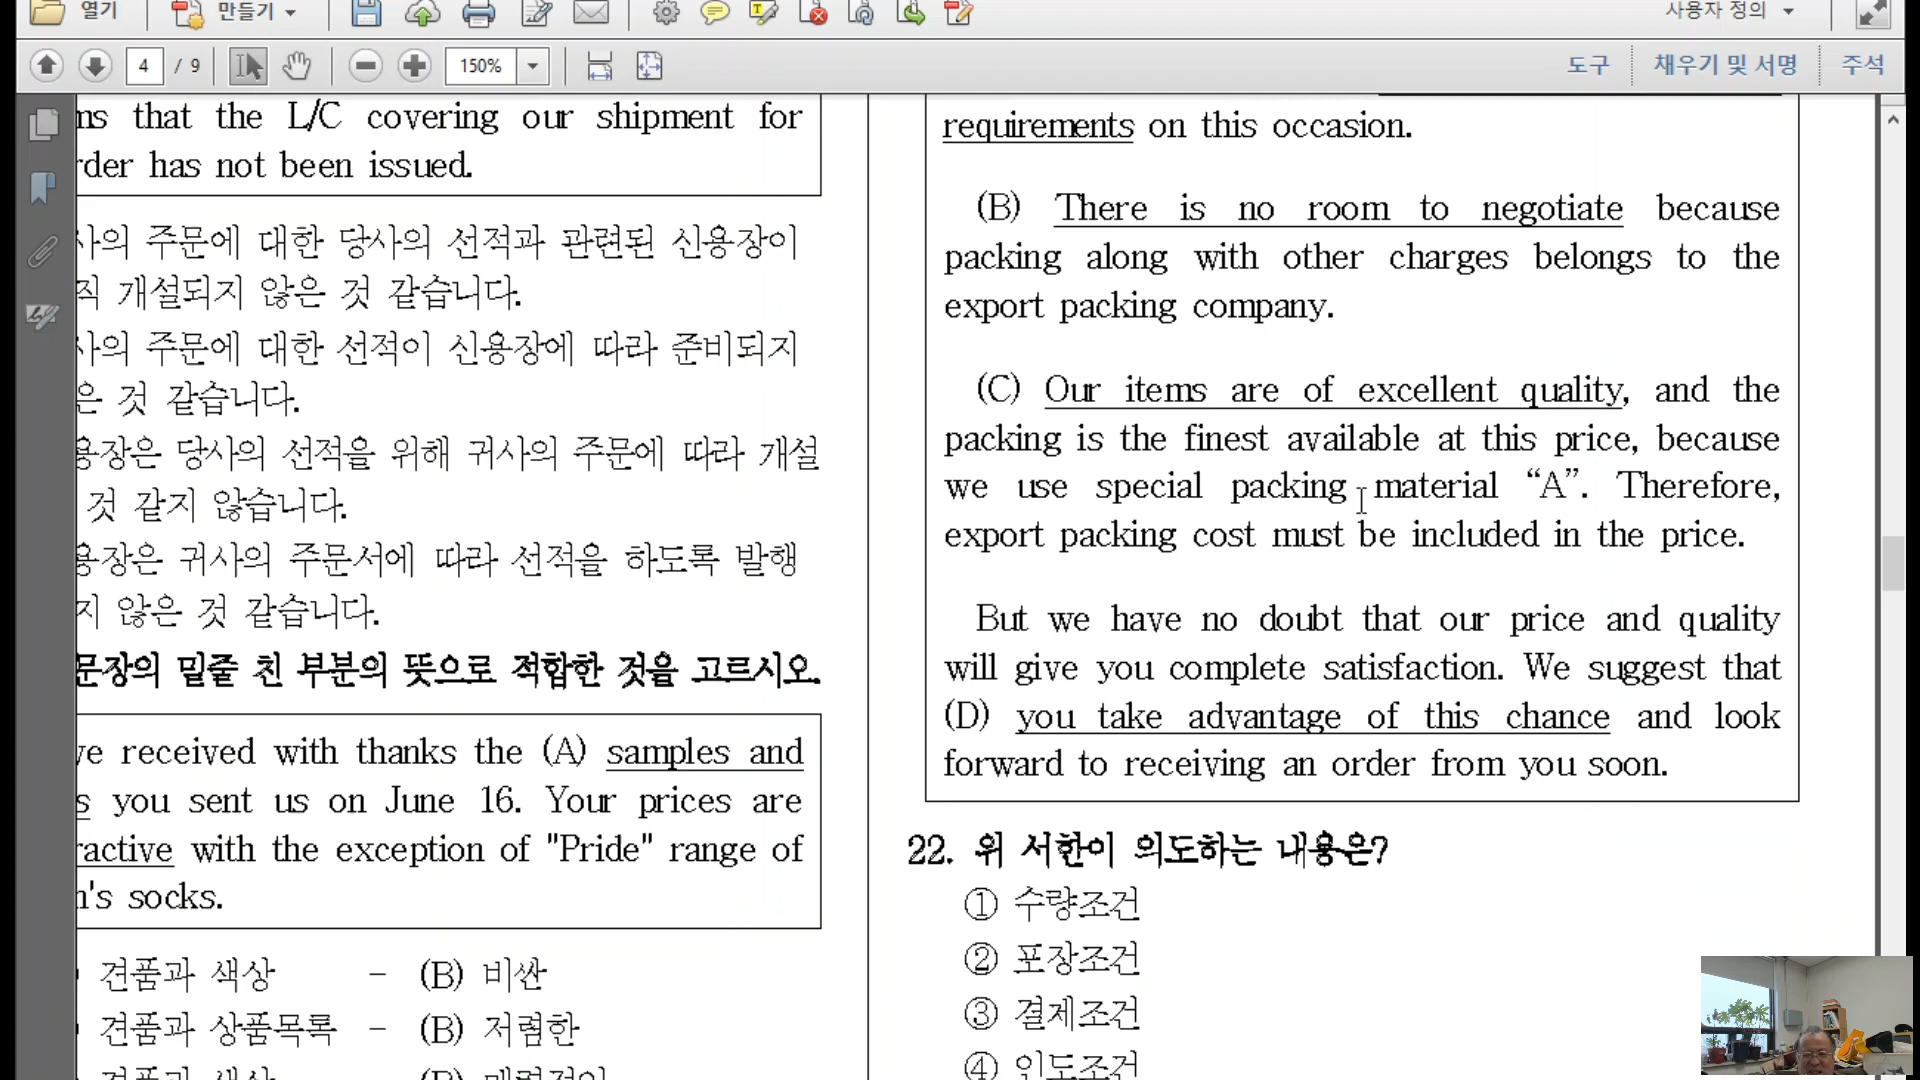 열기
만들기
사용자 정의
4 / 9
150%
도구
채우기 및 서명
주석
ms that the L/C covering our shipment for
rder has not been issued.
사의 주문에 대한 당사의 선적과 관련된 신용장이
직 개설되지 않은 것 같습니다.
사의 주문에 대한 선적이 신용장에 따라 준비되지
은 것 같습니다.
용장은 당사의 선적을 위해 귀사의 주문에 따라 개설
것 같지 않습니다.
용장은 귀사의 주문서에 따라 선적을 하도록 발행
지 않은 것 같습니다.
문장의 밑줄 친 부분의 뜻으로 적합한 것을 고르시오.
ve received with thanks the (A) samples and
s you sent us on June 16. Your prices are
ractive with the exception of "Pride" range of
n's socks.
견품과 색상 - (B) 비싼
견품과 상품목록 - (B) 저렴한
견품과 색상 - (B) 매력적인
requirements on this occasion.
(B) There is no room to negotiate because
packing along with other charges belongs to the
export packing company.
(C) Our items are of excellent quality, and the
packing is the finest available at this price, because
we use special packing material “A”. Therefore,
export packing cost must be included in the price.
But we have no doubt that our price and quality
will give you complete satisfaction. We suggest that
(D) you take advantage of this chance and look
forward to receiving an order from you soon.
22. 위 서한이 의도하는 내용은?
① 수량조건
② 포장조건
③ 결제조건
④ 인도조건